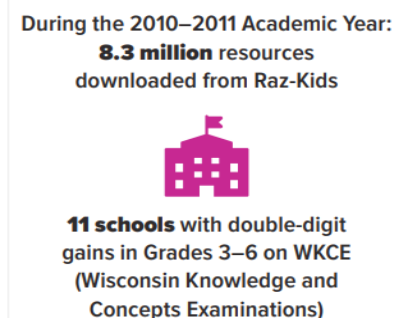 During the 2010–2011 Academic Year:
8.3 million resources
downloaded from Raz-Kids
11 schools with double-digit
gains in Grades 3–6 on WKCE
(Wisconsin Knowledge and
Concepts Examinations)